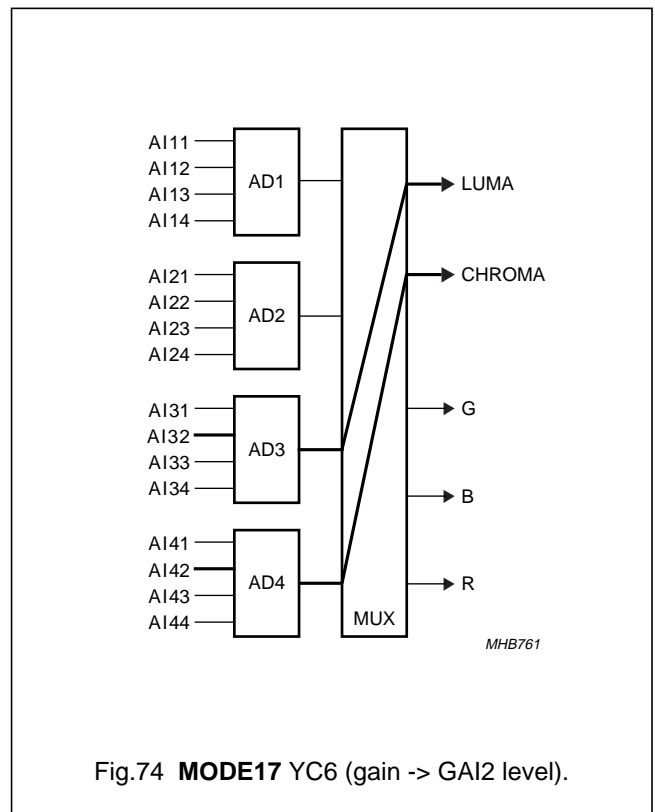 AI11
AI12
AI13
AI14
AD1
LUMA
CHROMA
AI21
AI22
AI23
AI24
AD2
AI31
AI32
AI33
AI34
AD3
G
B
AI41
AI42
AI43
AI44
AD4
R
MUX
MHB761
Fig.74 MODE17 YC6 (gain -> GAI2 level).